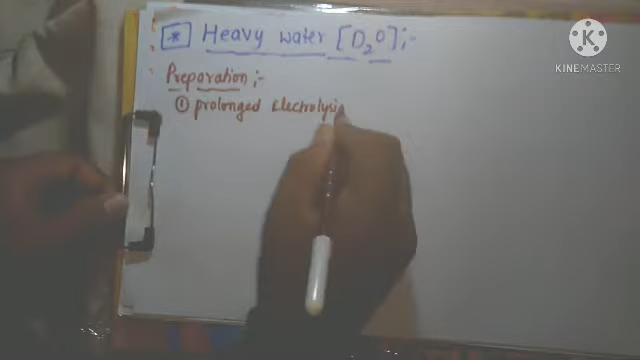 * Heavy water [D₂O];-
Preparation;-
① prolonged Electrolysis
K
KINEMASTER